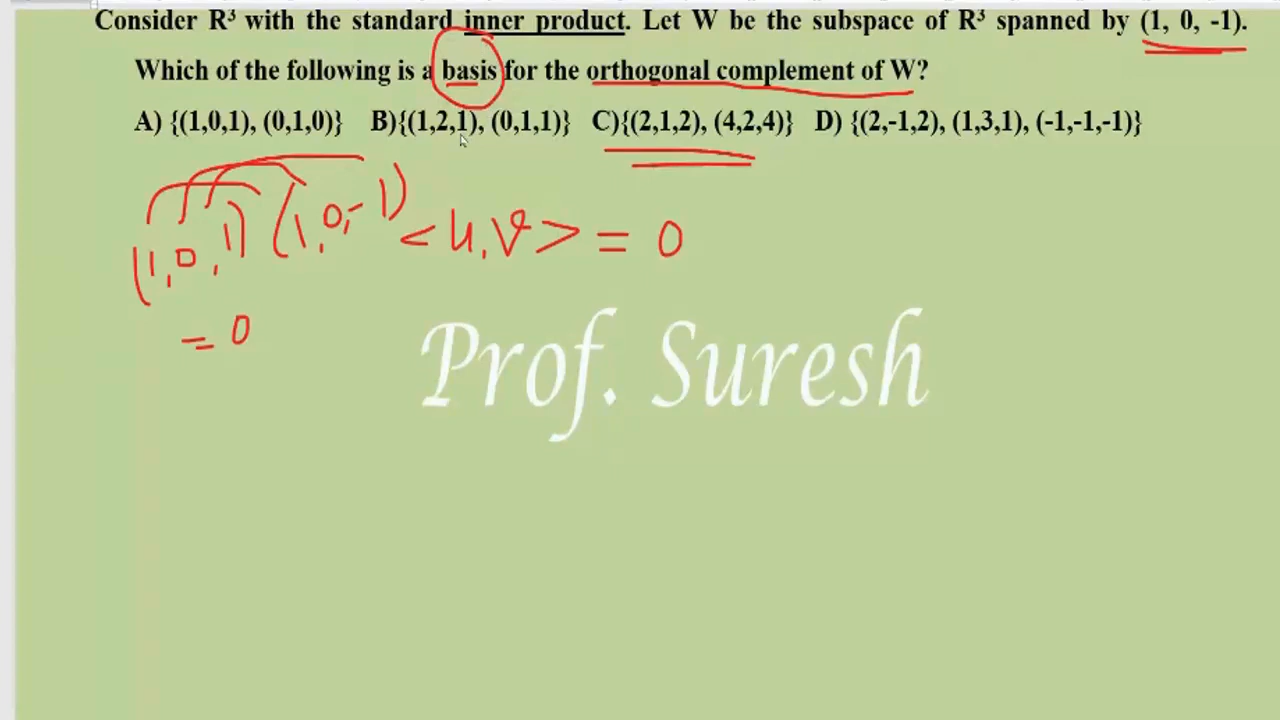 Consider R³ with the standard inner product. Let W be the subspace of R³ spanned by (1, 0, -1).
Which of the following is a basis for the orthogonal complement of W?
A) {(1,0,1), (0,1,0)} B){(1,2,1), (0,1,1)} C){(2,1,2), (4,2,4)} D) {(2,-1,2), (1,3,1), (-1,-1,-1)}
(1,0,1) (1,0,-1) <u,v> = 0
= 0
Prof. Suresh